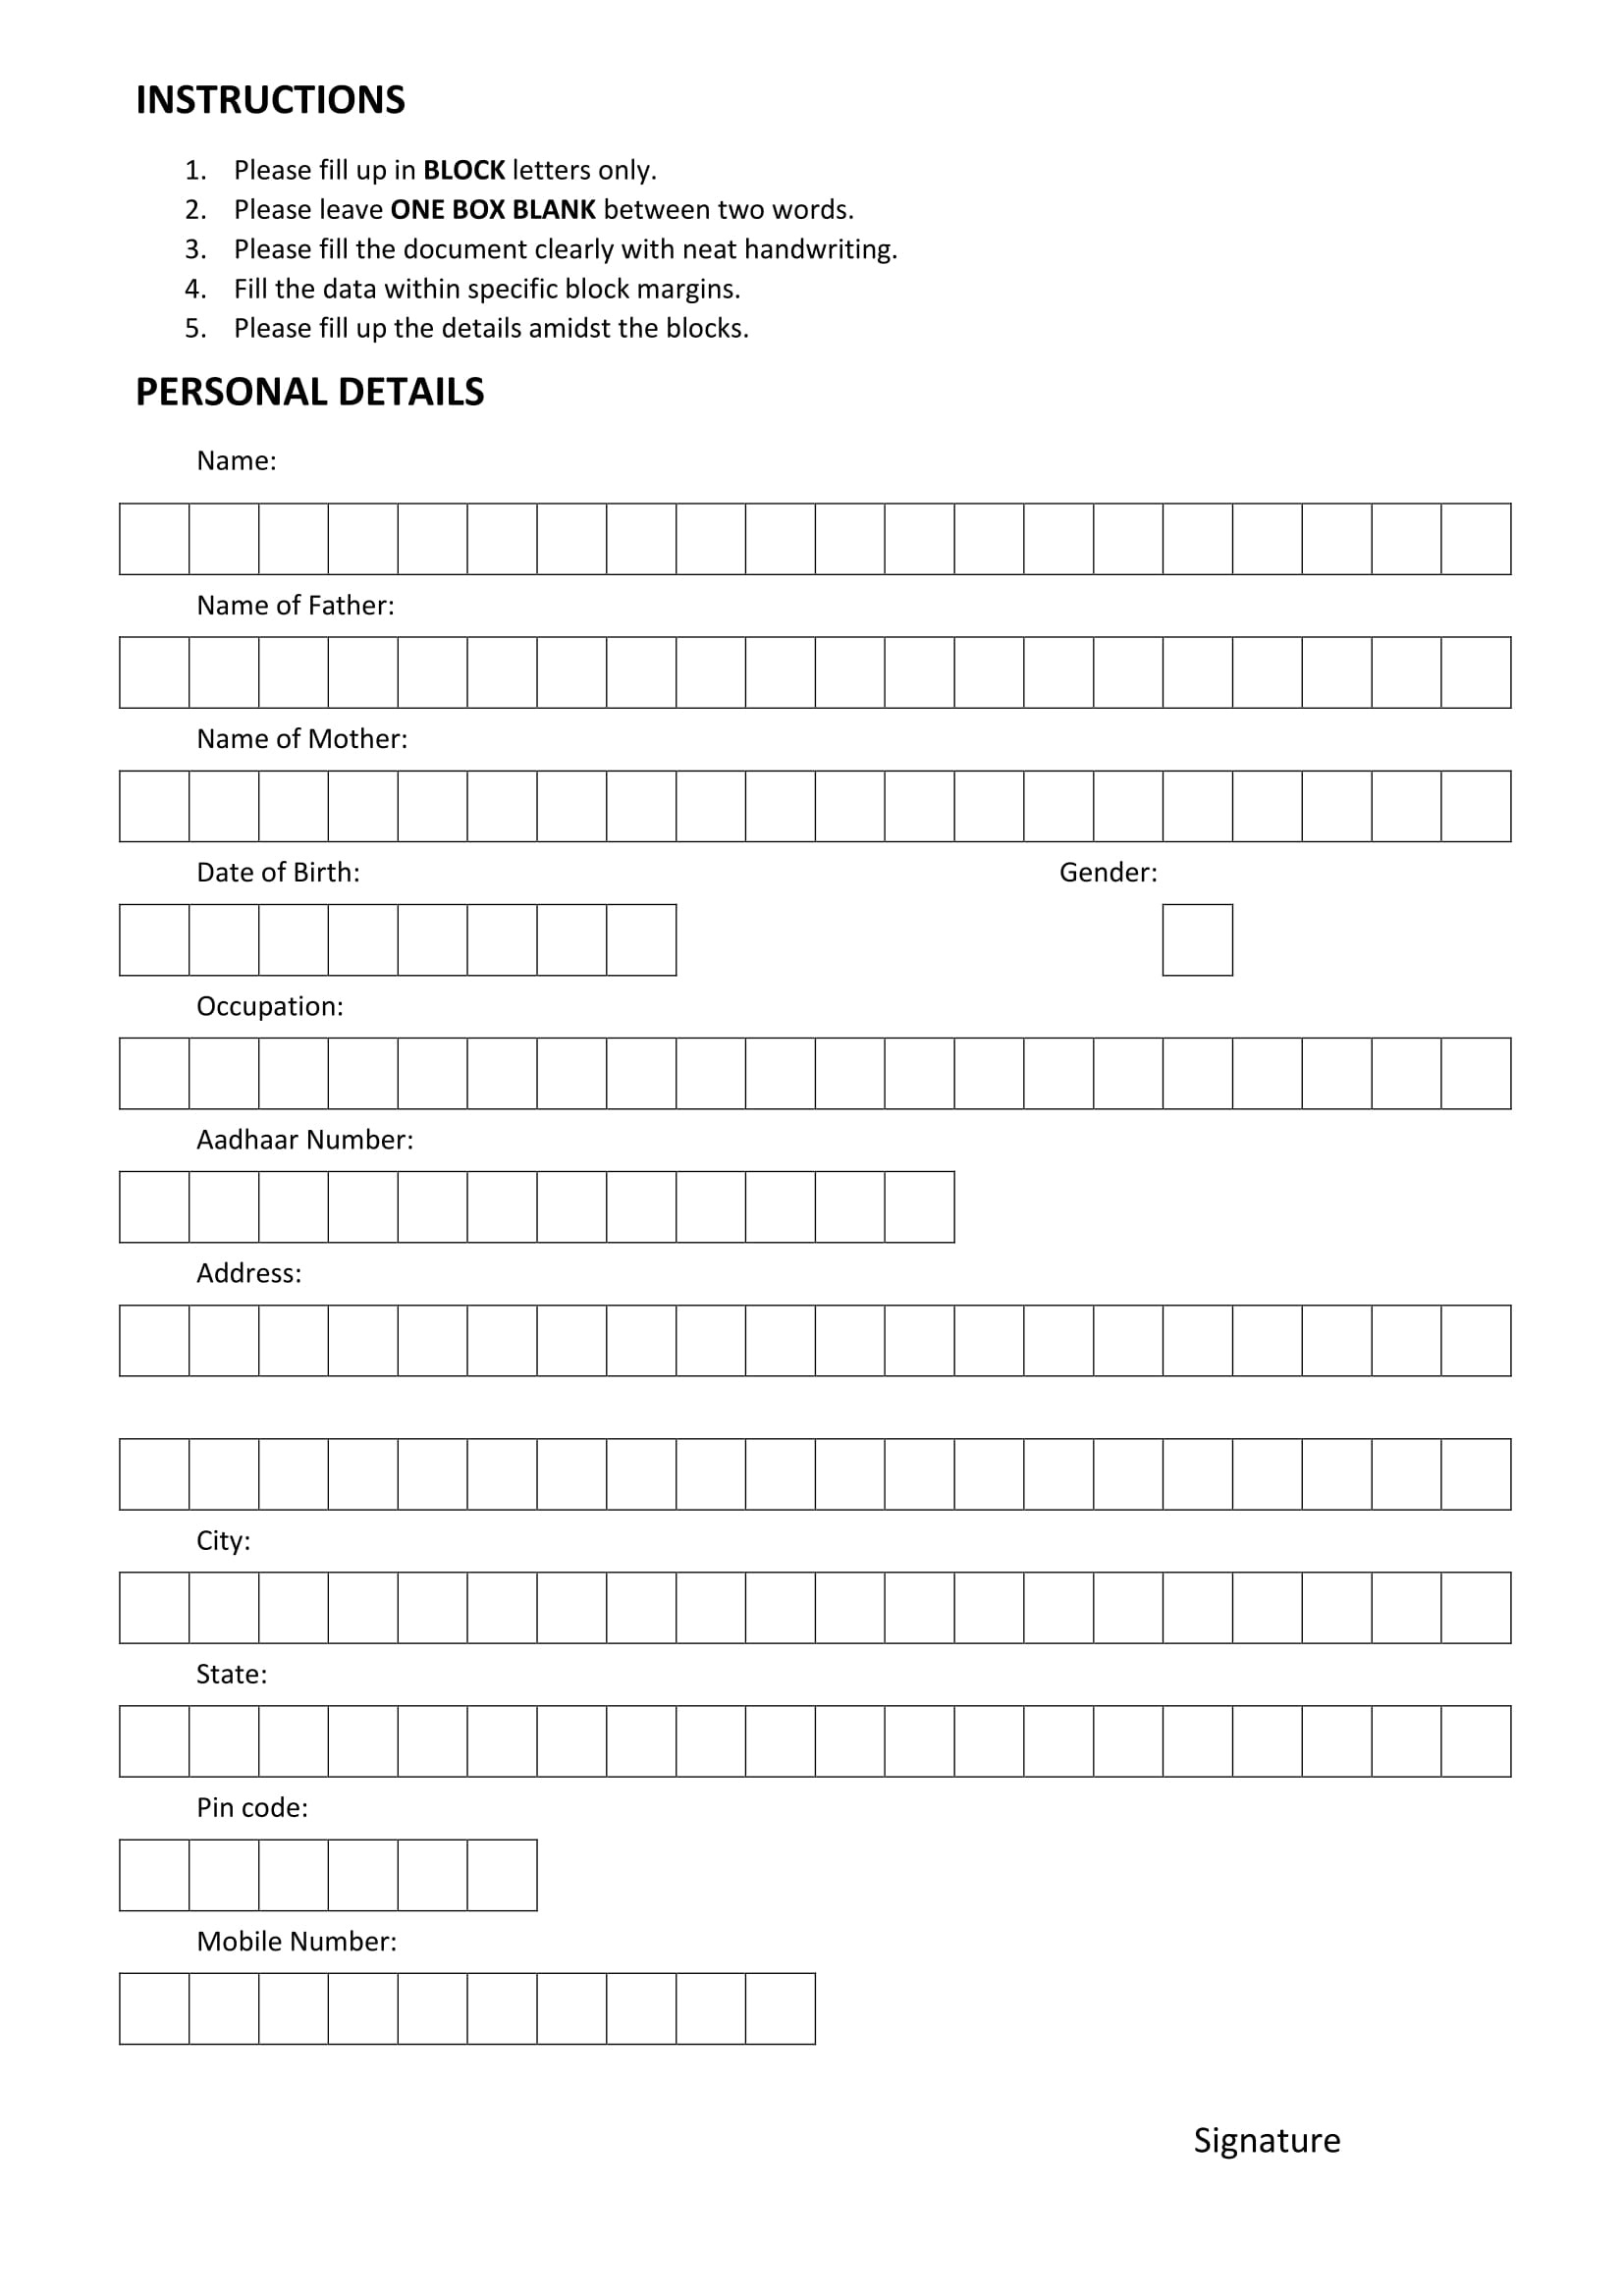 INSTRUCTIONS
1. Please fill up in BLOCK letters only.
2. Please leave ONE BOX BLANK between two words.
3. Please fill the document clearly with neat handwriting.
4. Fill the data within specific block margins.
5. Please fill up the details amidst the blocks.
PERSONAL DETAILS
Name:
Name of Father:
Name of Mother:
Date of Birth: Gender:
Occupation:
Aadhaar Number:
Address:
City:
State:
Pin code:
Mobile Number:
Signature